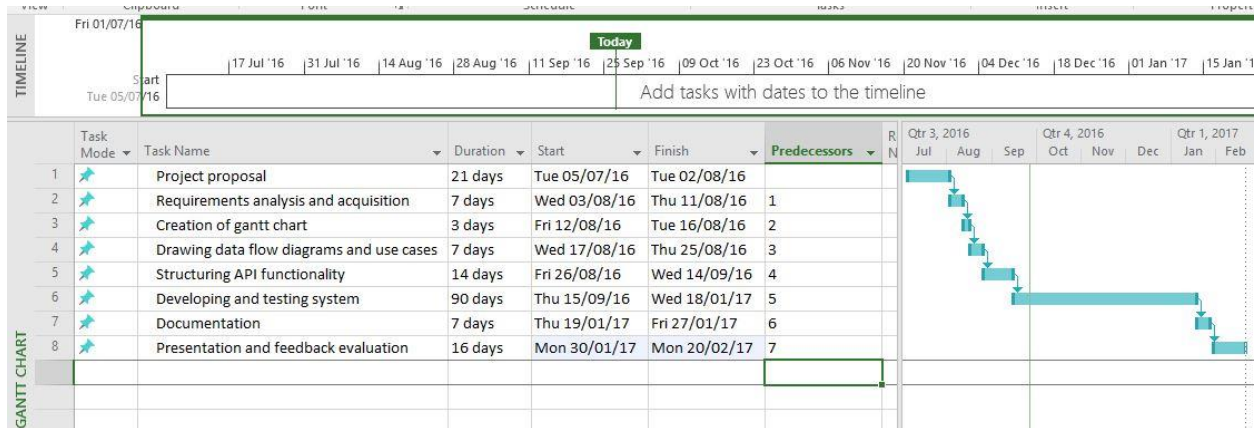 Fri 01/07/16
Today
17 Jul '16 31 Jul '16 14 Aug '16 28 Aug '16 11 Sep '16 25 Sep '16 09 Oct '16 23 Oct '16 06 Nov '16 20 Nov '16 04 Dec '16 18 Dec '16 01 Jan '17 15 Jan '1
TIMELINE
Start
Tue 05/07/16
Add tasks with dates to the timeline
Task Mode Task Name Duration Start Finish Predecessors R N
Qtr 3, 2016 Qtr 4, 2016 Qtr 1, 2017
Jul Aug Sep Oct Nov Dec Jan Feb
1 Project proposal 21 days Tue 05/07/16 Tue 02/08/16
2 Requirements analysis and acquisition 7 days Wed 03/08/16 Thu 11/08/16 1
3 Creation of gantt chart 3 days Fri 12/08/16 Tue 16/08/16 2
4 Drawing data flow diagrams and use cases 7 days Wed 17/08/16 Thu 25/08/16 3
5 Structuring API functionality 14 days Fri 26/08/16 Wed 14/09/16 4
6 Developing and testing system 90 days Thu 15/09/16 Wed 18/01/17 5
7 Documentation 7 days Thu 19/01/17 Fri 27/01/17 6
8 Presentation and feedback evaluation 16 days Mon 30/01/17 Mon 20/02/17 7
GANTT CHART